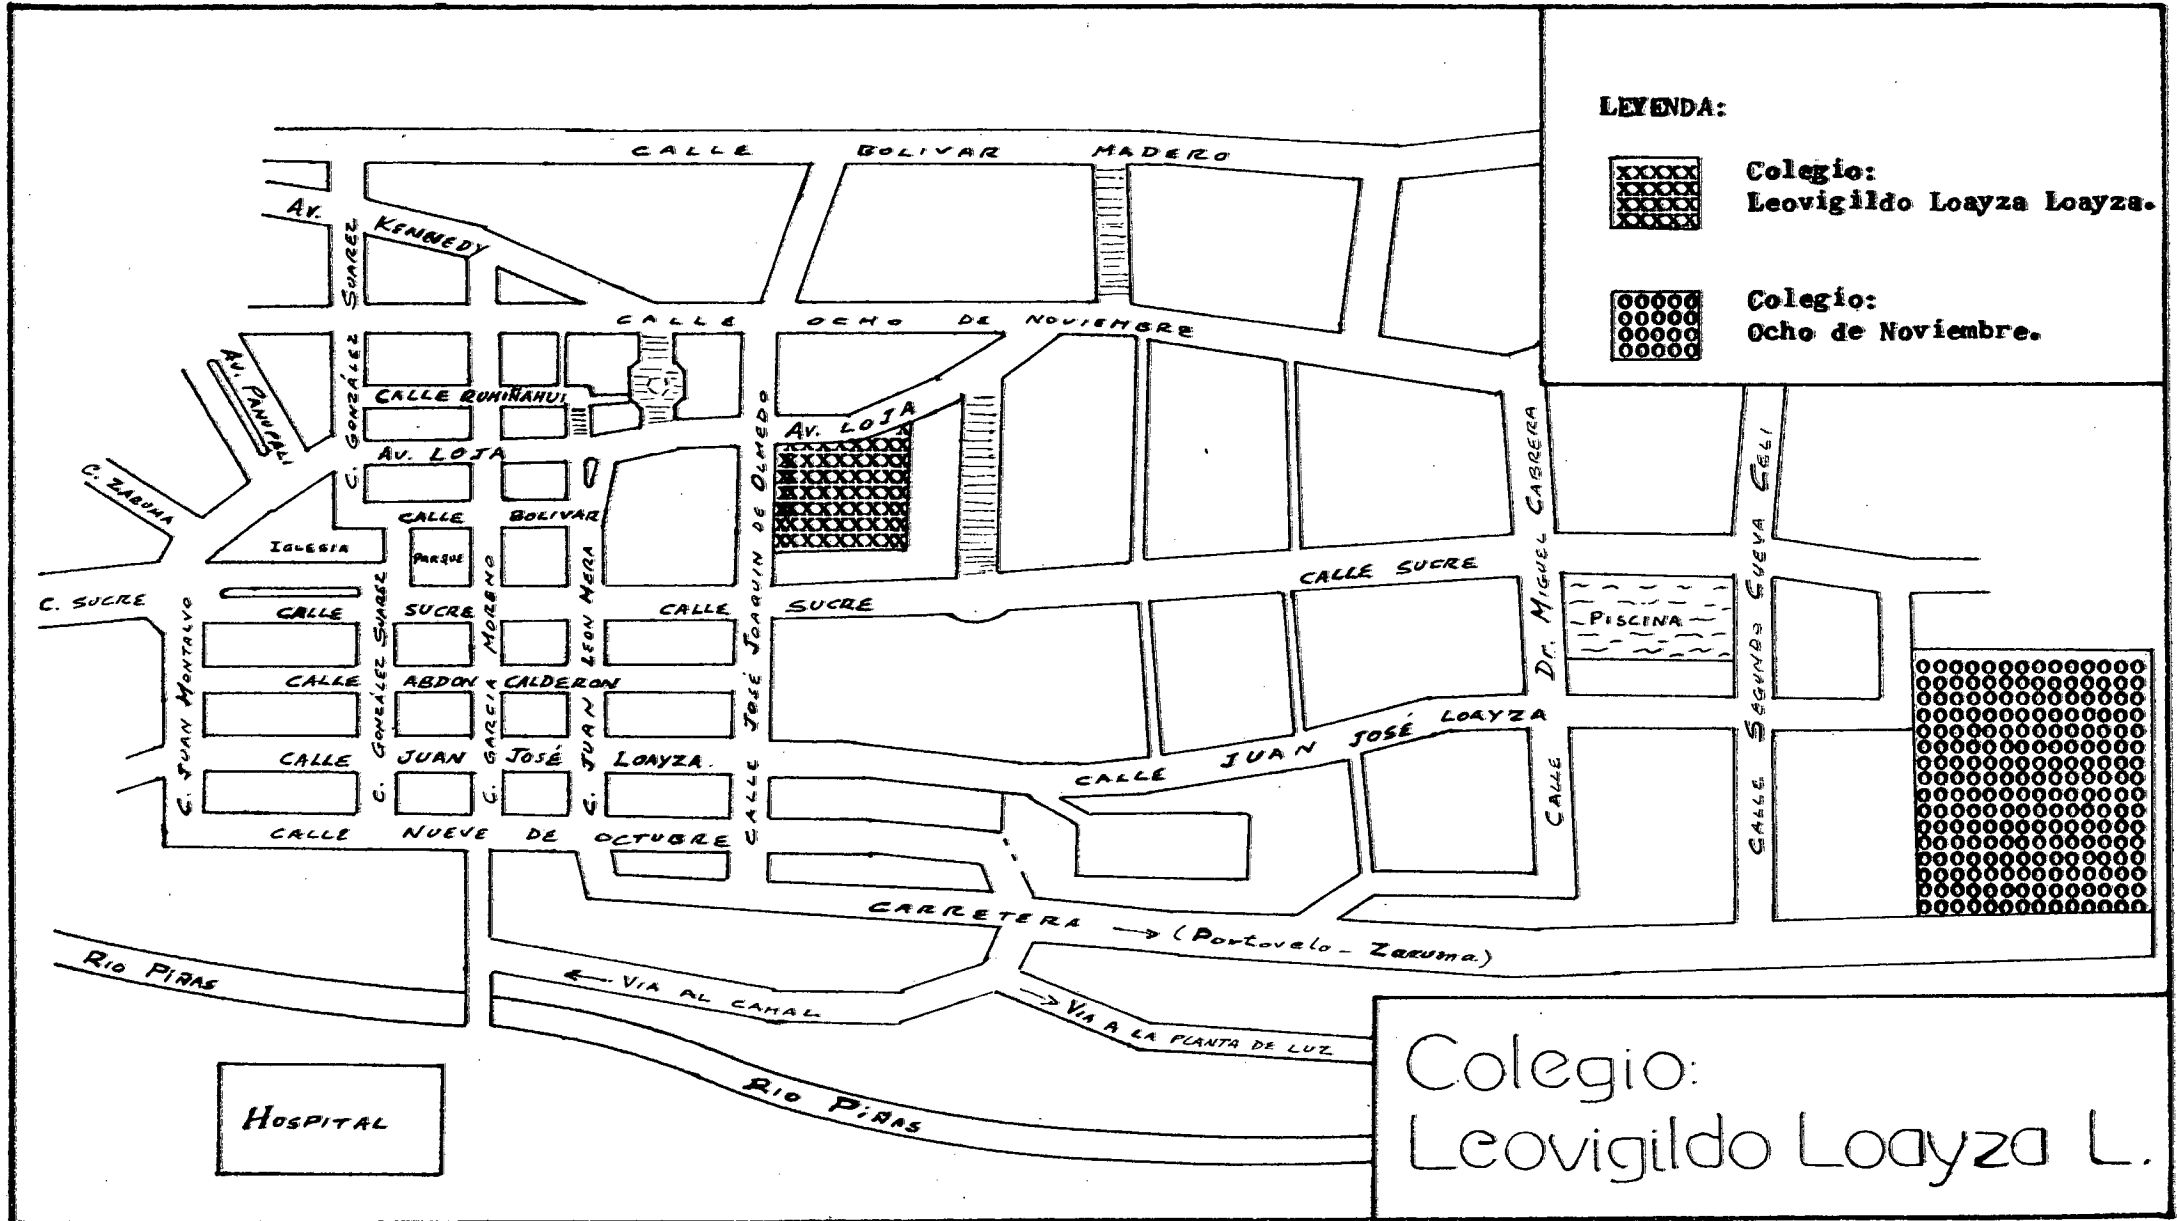 CALLE BOLIVAR MADERO
LEYENDA:
Colegio:
Leovigildo Loayza Loayza.
Colegio:
Ocho de Noviembre.
Av. KENNEDY
C. GONZÁLEZ SUAREZ
CALLE OCHO DE NOVIEMBRE
Av. PANUPALI
CALLE RUMIÑAHUI
Av. LOJA
Av. LOJA
C. ZARUMA
CALLE BOLIVAR
IGLESIA
PARQUE
C. SUCRE
CALLE SUCRE
CALLE SUCRE
CALLE SUCRE
PISCINA
C. JUAN MONTALVO
C. GONZÁLEZ SUAREZ
C. GARCIA MORENO
C. JUAN LEON MERA
CALLE JOSÉ JOAQUIN DE OLMEDO
CALLE Dr. MIGUEL CABRERA
CALLE SEGUNDO CUEVA CELI
CALLE ABDON CALDERON
CALLE JUAN JOSÉ LOAYZA.
CALLE JUAN JOSÉ LOAYZA
CALLE NUEVE DE OCTUBRE
CARRETERA → (Portovelo - Zaruma)
RIO PIÑAS
← VIA AL CAMAL
→ VIA A LA PLANTA DE LUZ
RIO PIÑAS
HOSPITAL
Colegio:
Leovigildo Loayza L.